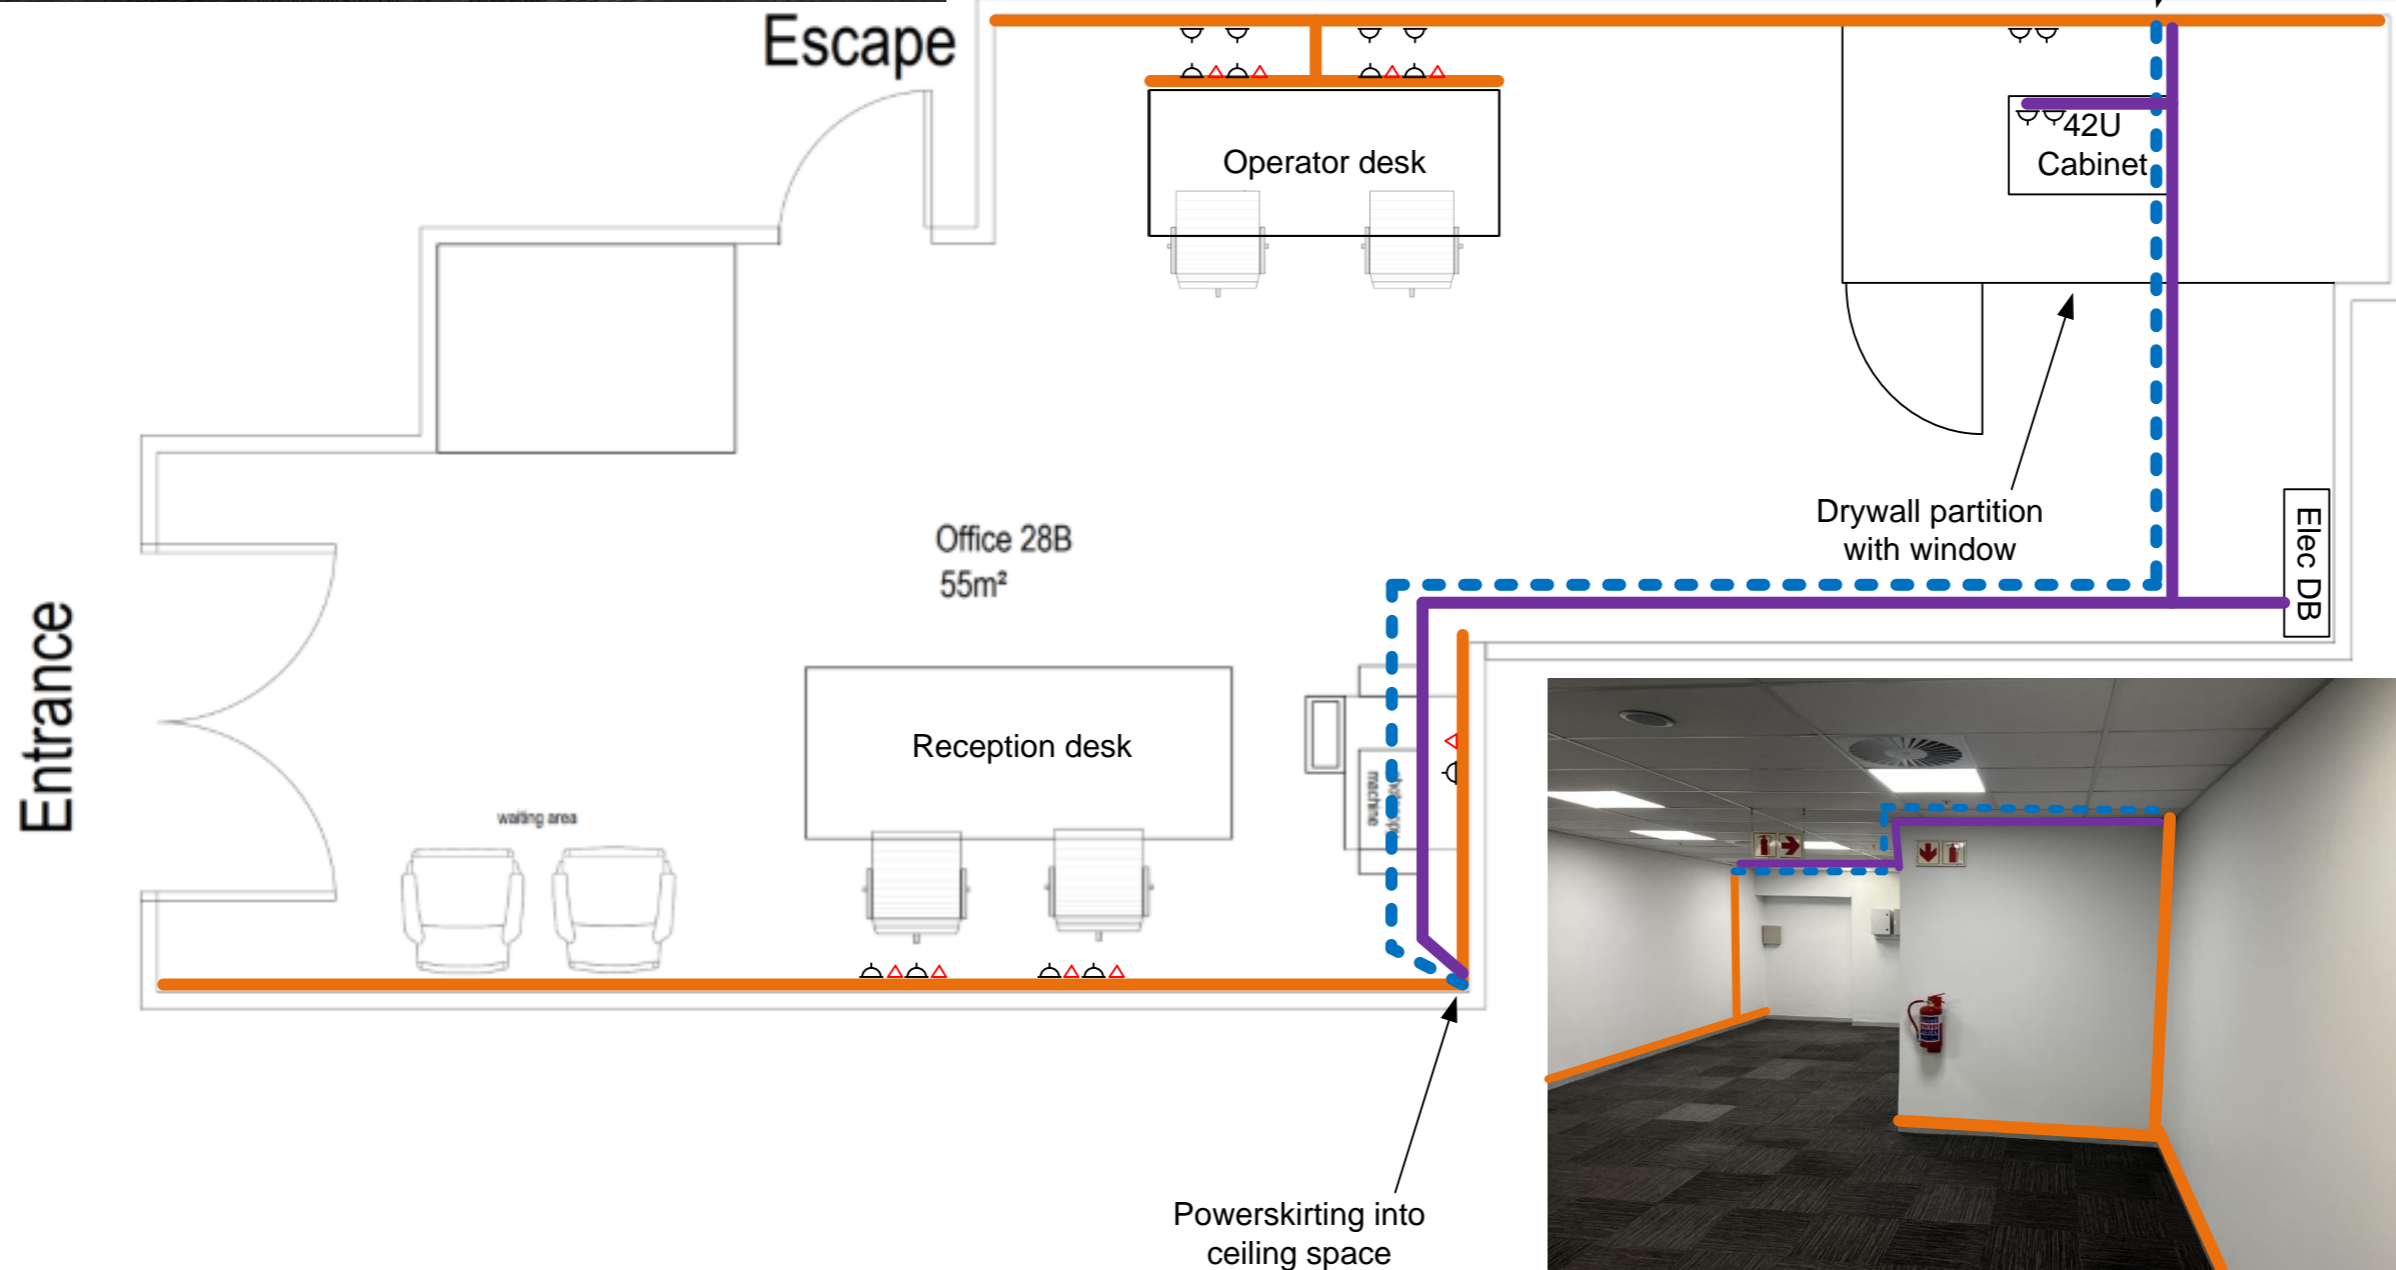 Escape
Operator desk
42U
Cabinet
Drywall partition
with window
Elec DB
Office 28B
55m²
Entrance
Reception desk
waiting area
machine
Powerskirting into
ceiling space